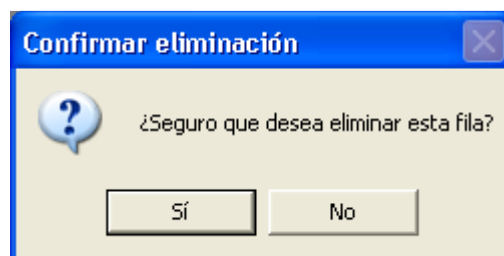 Confirmar eliminación
¿Seguro que desea eliminar esta fila?
Sí
No